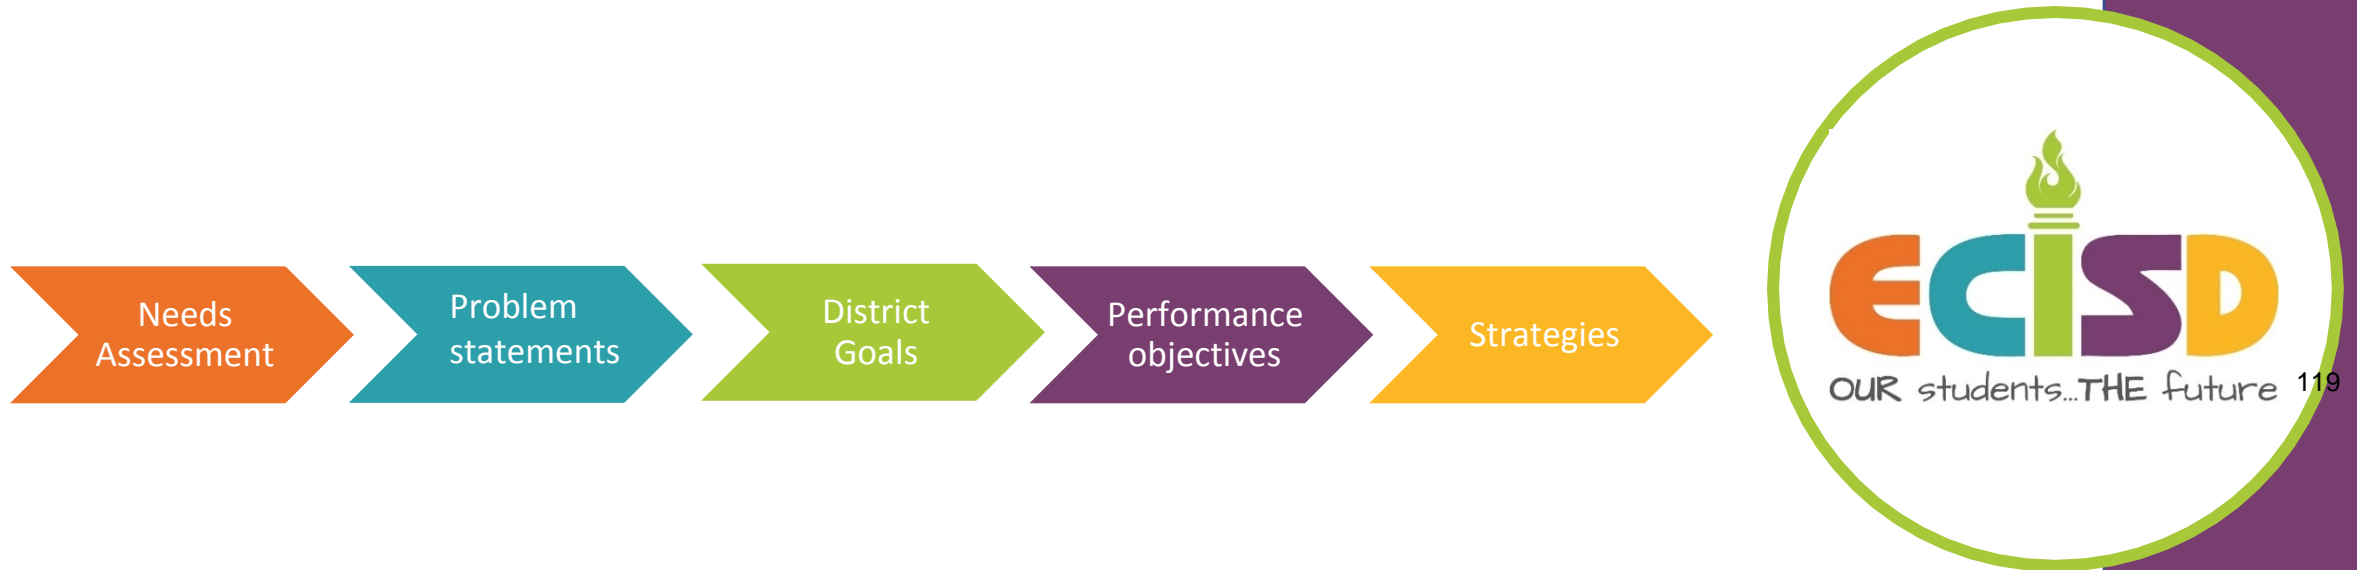 Needs
Assessment
Problem
statements
District
Goals
Performance
objectives
Strategies
ECISD
OUR students...THE future
119